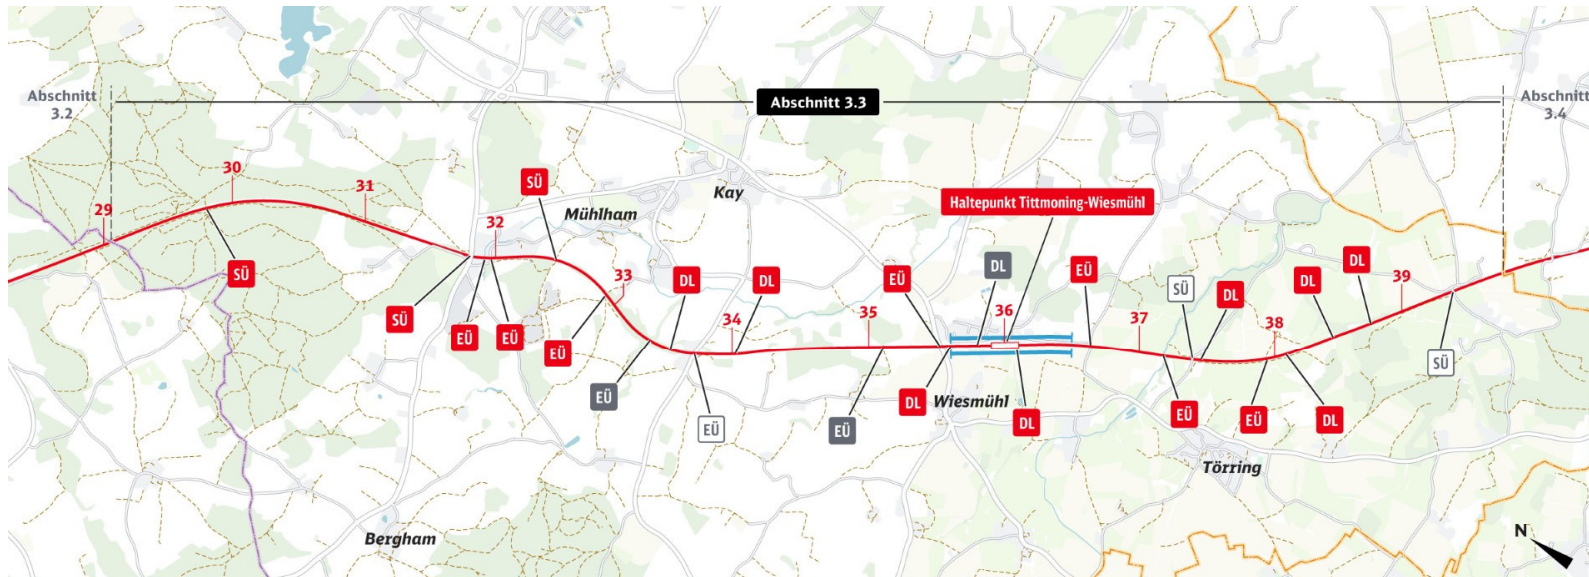 Abschnitt
3.2
Abschnitt 3.3
Abschnitt
3.4
29
30
31
32
33
34
35
36
37
38
39
SÜ
SÜ
SÜ
EÜ
EÜ
EÜ
EÜ
DL
EÜ
DL
EÜ
EÜ
DL
DL
Haltepunkt Tittmoning-Wiesmühl
DL
EÜ
EÜ
SÜ
DL
EÜ
DL
DL
DL
SÜ
Mühlham
Kay
Wiesmühl
Törring
Bergham
N